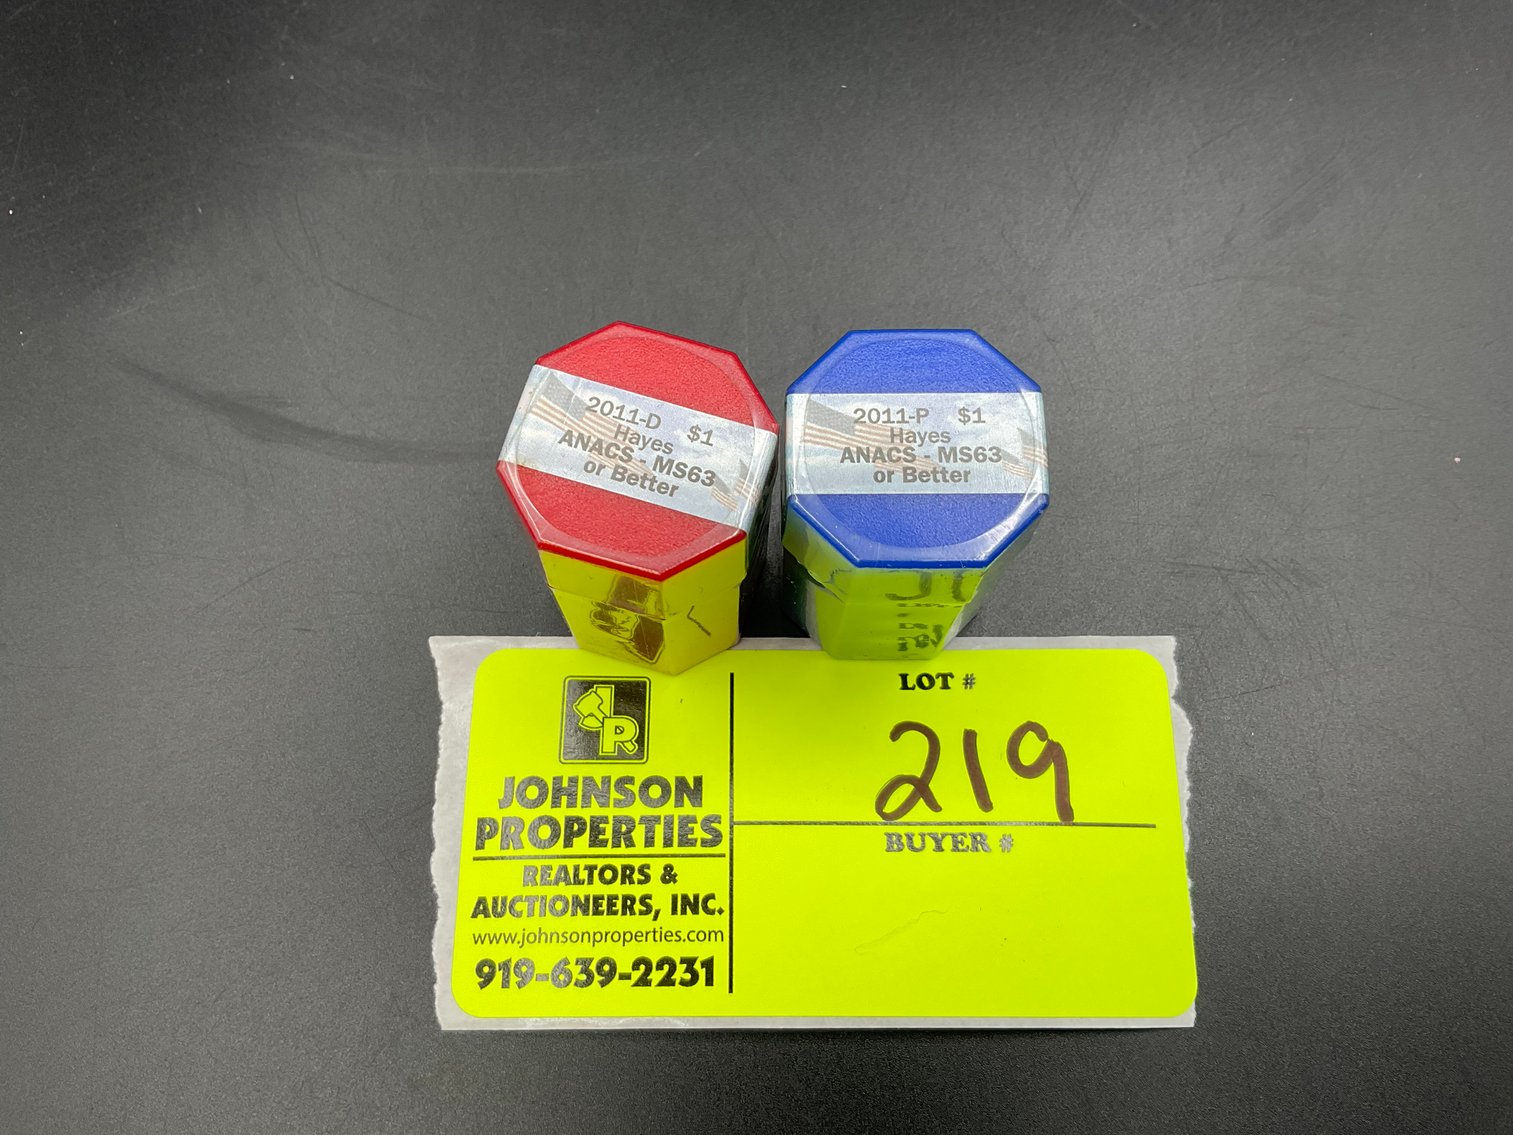 2011-D $1
Hayes
ANACS - MS63
or Better
2011-P $1
Hayes
ANACS - MS63
or Better
JR
JOHNSON
PROPERTIES
REALTORS &
AUCTIONEERS, INC.
www.johnsonproperties.com
919-639-2231
LOT #
219
BUYER #